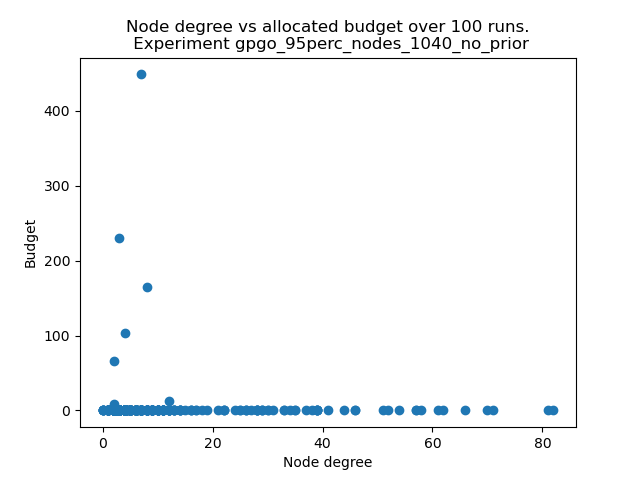 Node degree vs allocated budget over 100 runs.
Experiment gpgo_95perc_nodes_1040_no_prior
400
300
200
100
0
Budget
0 20 40 60 80
Node degree